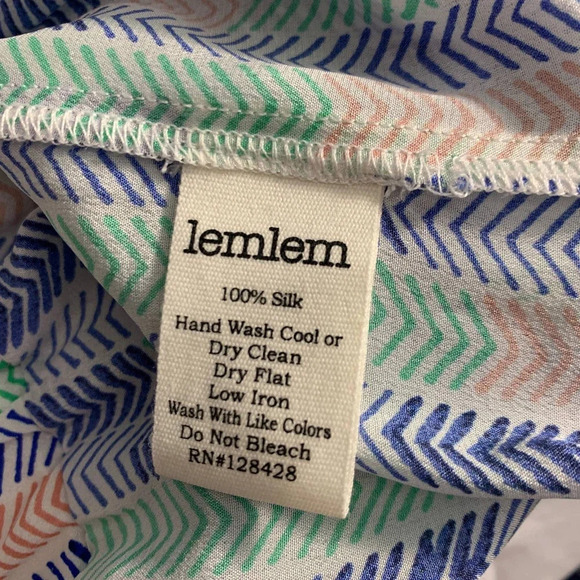 lemlem
100% Silk
Hand Wash Cool or
Dry Clean
Dry Flat
Low Iron
Wash With Like Colors
Do Not Bleach
RN#128428